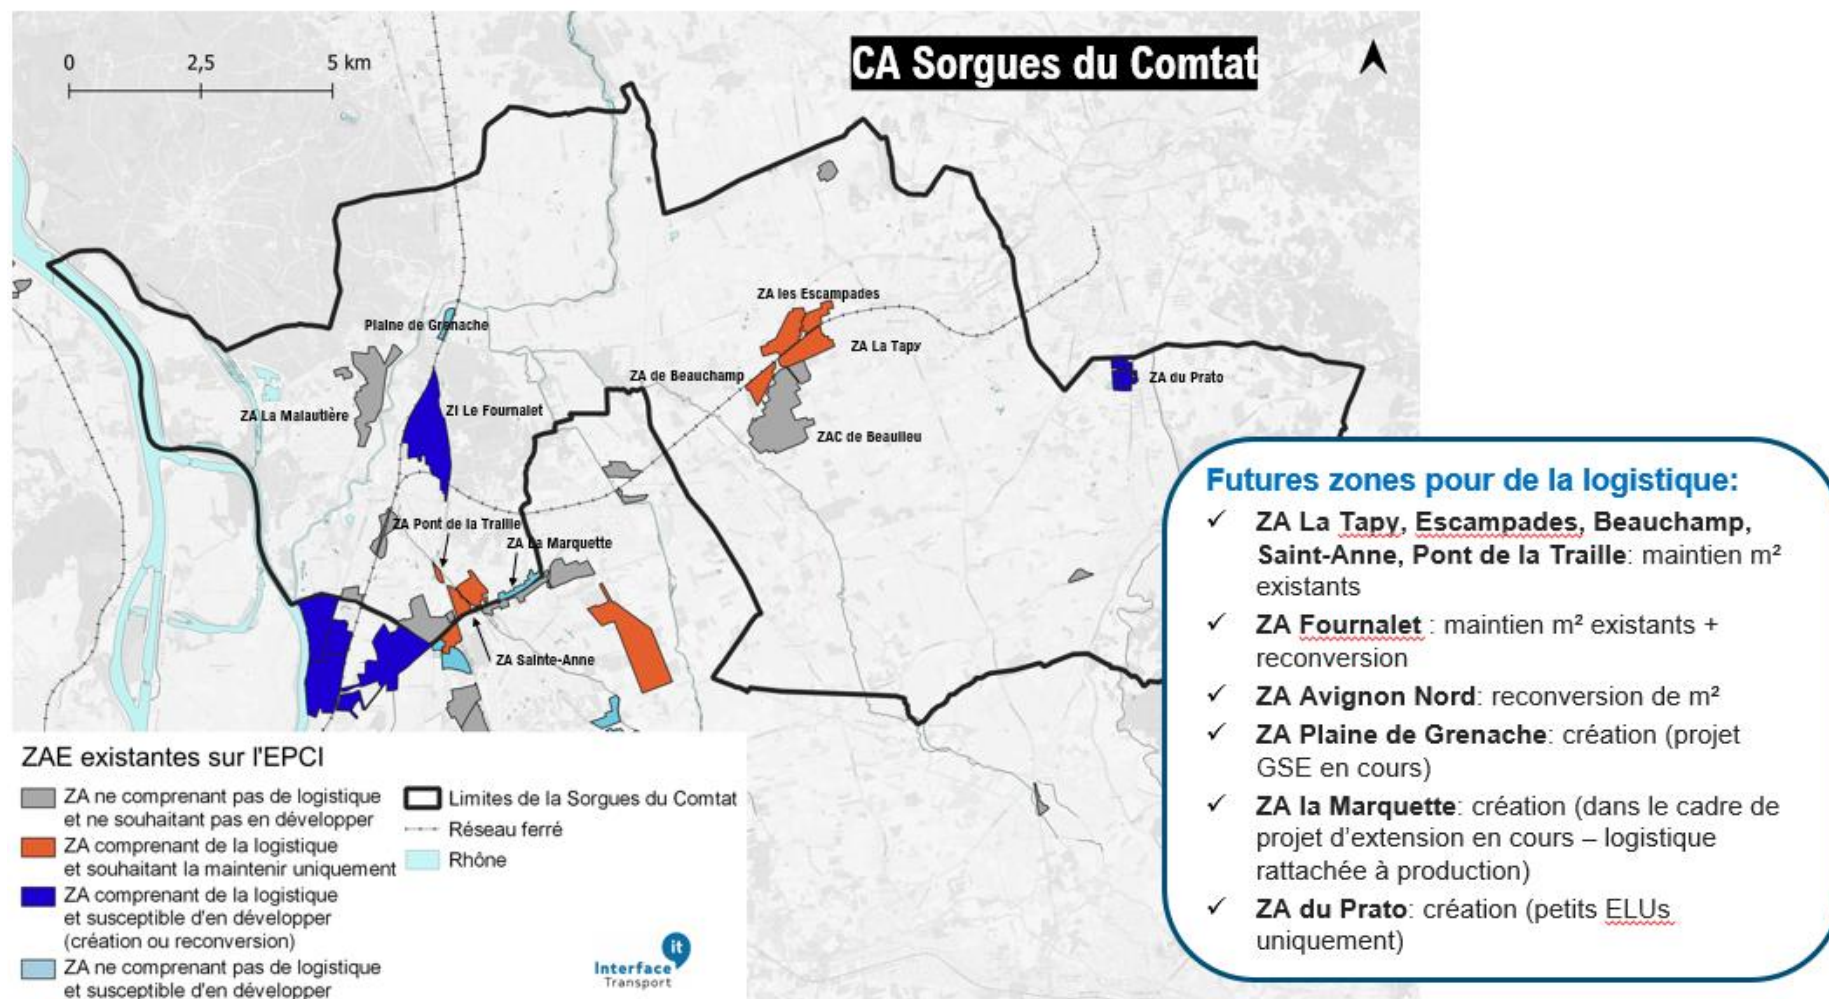 CA Sorgues du Comtat
0 2,5 5 km
ZA les Escampades
Plaine de Grenache
ZA La Tapy
ZA de Beauchamp
ZA du Prato
ZA La Malautière
ZI Le Fournalet
ZAC de Beaulieu
ZA Pont de la Traille
ZA La Marquette
ZA Sainte-Anne
Futures zones pour de la logistique:
✓ ZA La Tapy, Escampades, Beauchamp,
Saint-Anne, Pont de la Traille: maintien m²
existants
✓ ZA Fournalet : maintien m² existants +
reconversion
✓ ZA Avignon Nord: reconversion de m²
✓ ZA Plaine de Grenache: création (projet
GSE en cours)
✓ ZA la Marquette: création (dans le cadre de
projet d'extension en cours – logistique
rattachée à production)
✓ ZA du Prato: création (petits ELUs
uniquement)
ZAE existantes sur l'EPCI
ZA ne comprenant pas de logistique
et ne souhaitant pas en développer
ZA comprenant de la logistique
et souhaitant la maintenir uniquement
ZA comprenant de la logistique
et susceptible d'en développer
(création ou reconversion)
ZA ne comprenant pas de logistique
et susceptible d'en développer
Limites de la Sorgues du Comtat
Réseau ferré
Rhône
it
Interface
Transport